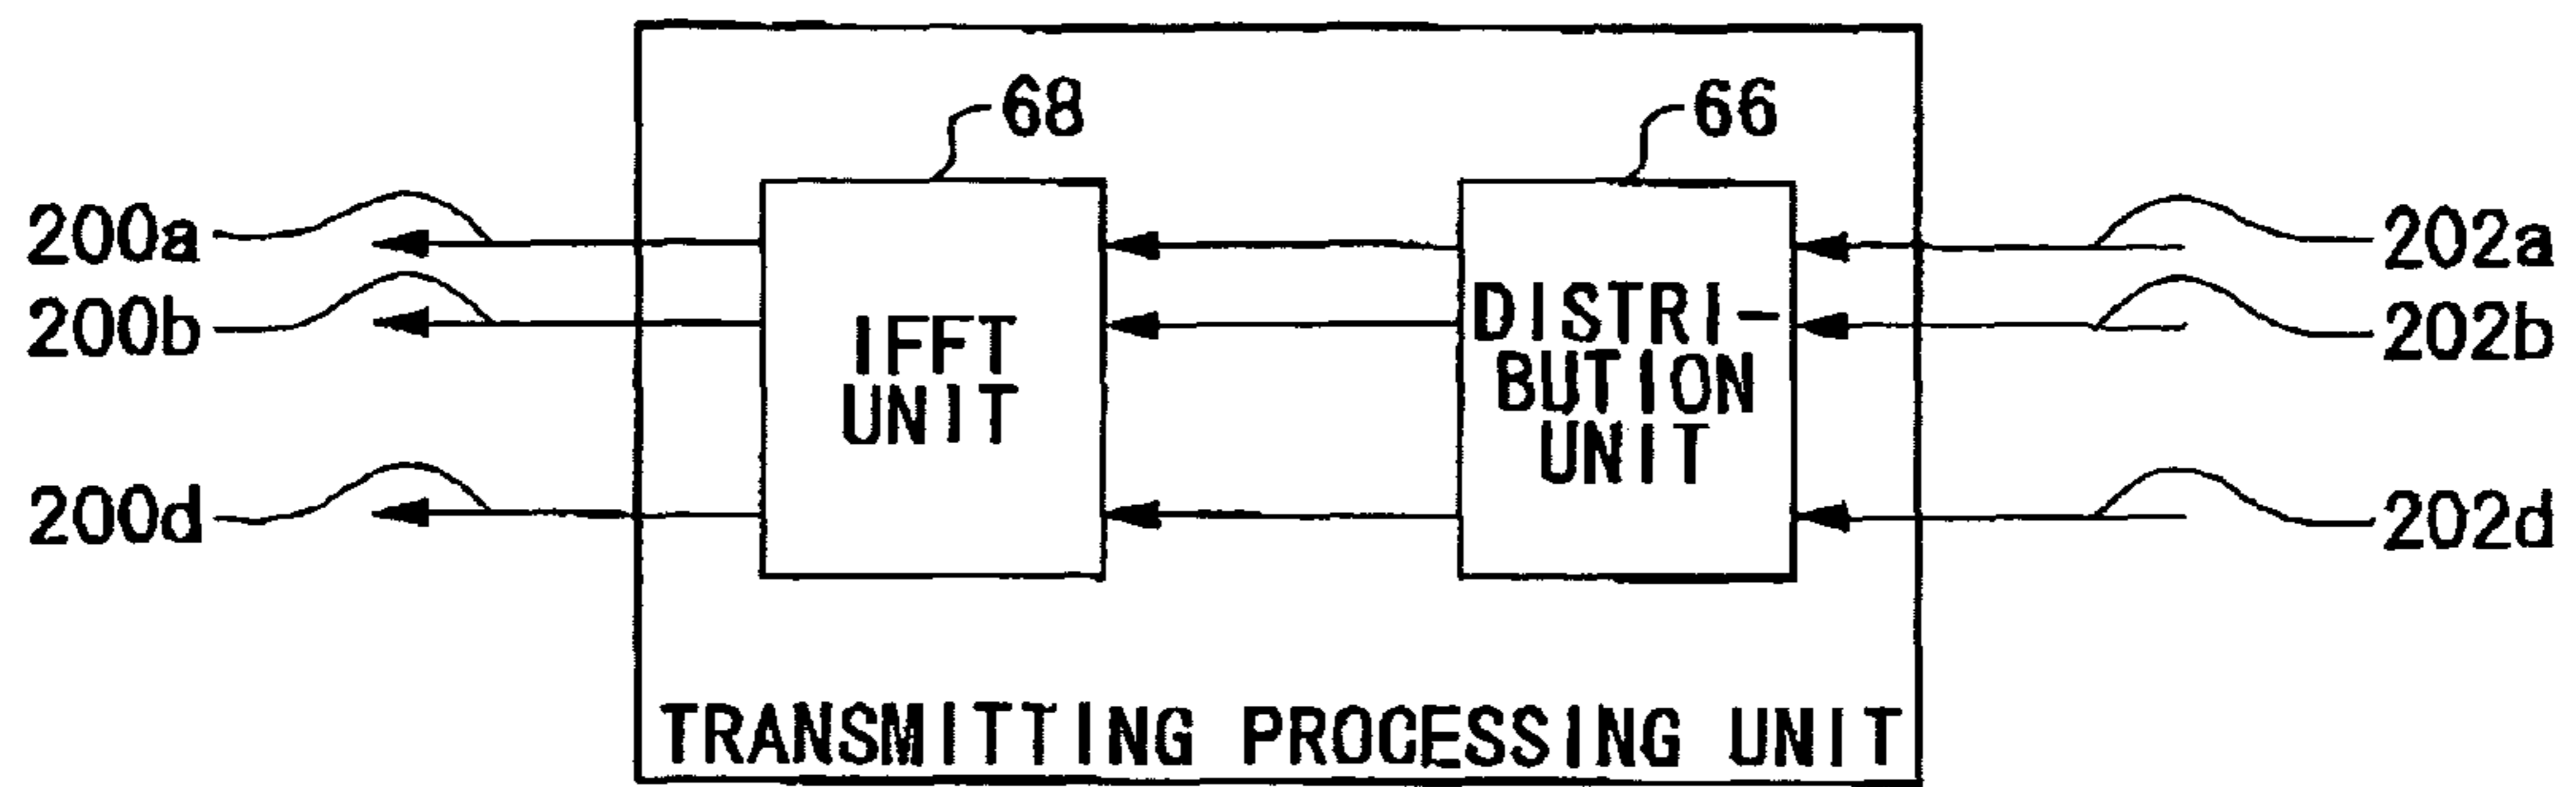 68
66
200a
202a
200b
202b
IFFT
UNIT
DISTRI-
BUTION
UNIT
200d
202d
TRANSMITTING PROCESSING UNIT